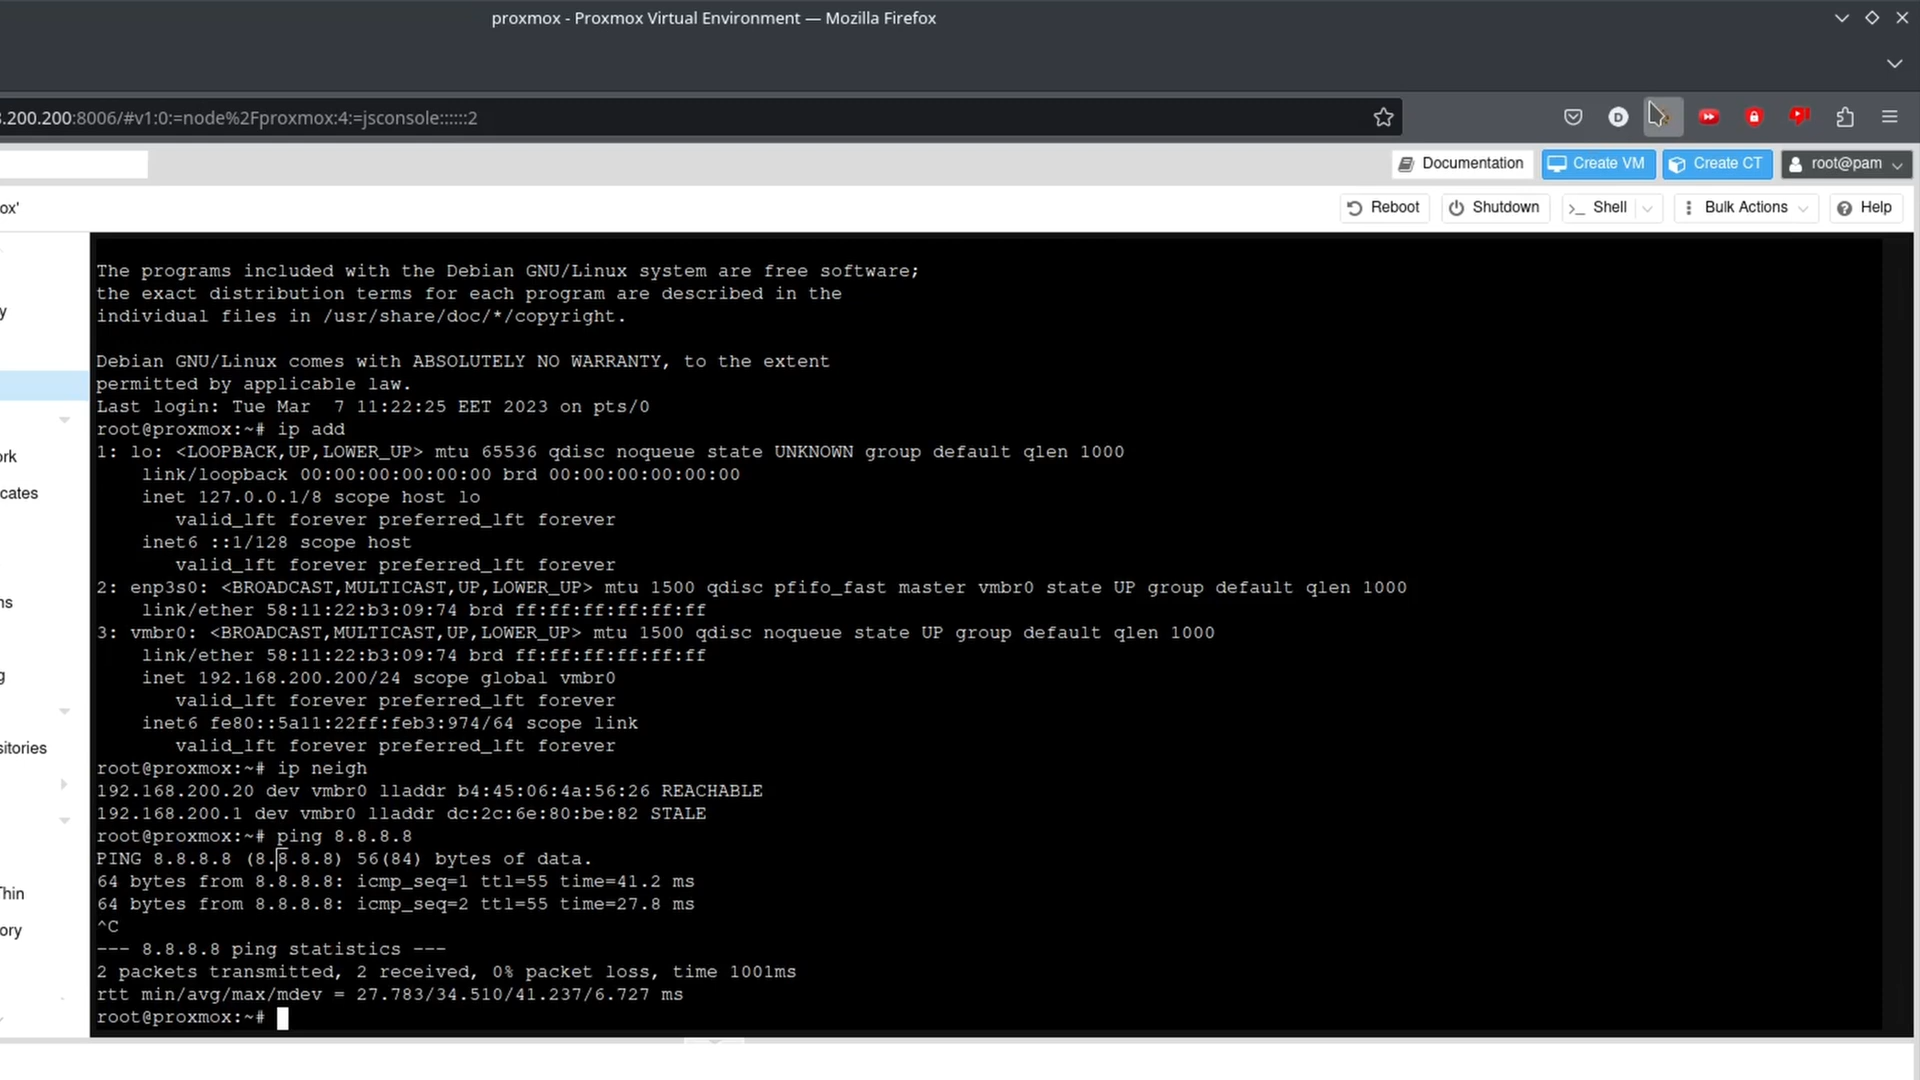 proxmox - Proxmox Virtual Environment — Mozilla Firefox
.200.200:8006/#v1:0:=node%2Fproxmox:4:=jsconsole::::::2
D
Documentation
Create VM
Create CT
root@pam
ox'
Reboot
Shutdown
Shell
Bulk Actions
Help
y
rk
cates
ns
g
sitories
Thin
ory
The programs included with the Debian GNU/Linux system are free software;
the exact distribution terms for each program are described in the
individual files in /usr/share/doc/*/copyright.
Debian GNU/Linux comes with ABSOLUTELY NO WARRANTY, to the extent
permitted by applicable law.
Last login: Tue Mar  7 11:22:25 EET 2023 on pts/0
root@proxmox:~# ip add
1: lo: <LOOPBACK,UP,LOWER_UP> mtu 65536 qdisc noqueue state UNKNOWN group default qlen 1000
link/loopback 00:00:00:00:00:00 brd 00:00:00:00:00:00
inet 127.0.0.1/8 scope host lo
valid_lft forever preferred_lft forever
inet6 ::1/128 scope host
valid_lft forever preferred_lft forever
2: enp3s0: <BROADCAST,MULTICAST,UP,LOWER_UP> mtu 1500 qdisc pfifo_fast master vmbr0 state UP group default qlen 1000
link/ether 58:11:22:b3:09:74 brd ff:ff:ff:ff:ff:ff
3: vmbr0: <BROADCAST,MULTICAST,UP,LOWER_UP> mtu 1500 qdisc noqueue state UP group default qlen 1000
link/ether 58:11:22:b3:09:74 brd ff:ff:ff:ff:ff:ff
inet 192.168.200.200/24 scope global vmbr0
valid_lft forever preferred_lft forever
inet6 fe80::5a11:22ff:feb3:974/64 scope link
valid_lft forever preferred_lft forever
root@proxmox:~# ip neigh
192.168.200.20 dev vmbr0 lladdr b4:45:06:4a:56:26 REACHABLE
192.168.200.1 dev vmbr0 lladdr dc:2c:6e:80:be:82 STALE
root@proxmox:~# ping 8.8.8.8
PING 8.8.8.8 (8.8.8.8) 56(84) bytes of data.
64 bytes from 8.8.8.8: icmp_seq=1 ttl=55 time=41.2 ms
64 bytes from 8.8.8.8: icmp_seq=2 ttl=55 time=27.8 ms
^C
--- 8.8.8.8 ping statistics ---
2 packets transmitted, 2 received, 0% packet loss, time 1001ms
rtt min/avg/max/mdev = 27.783/34.510/41.237/6.727 ms
root@proxmox:~#